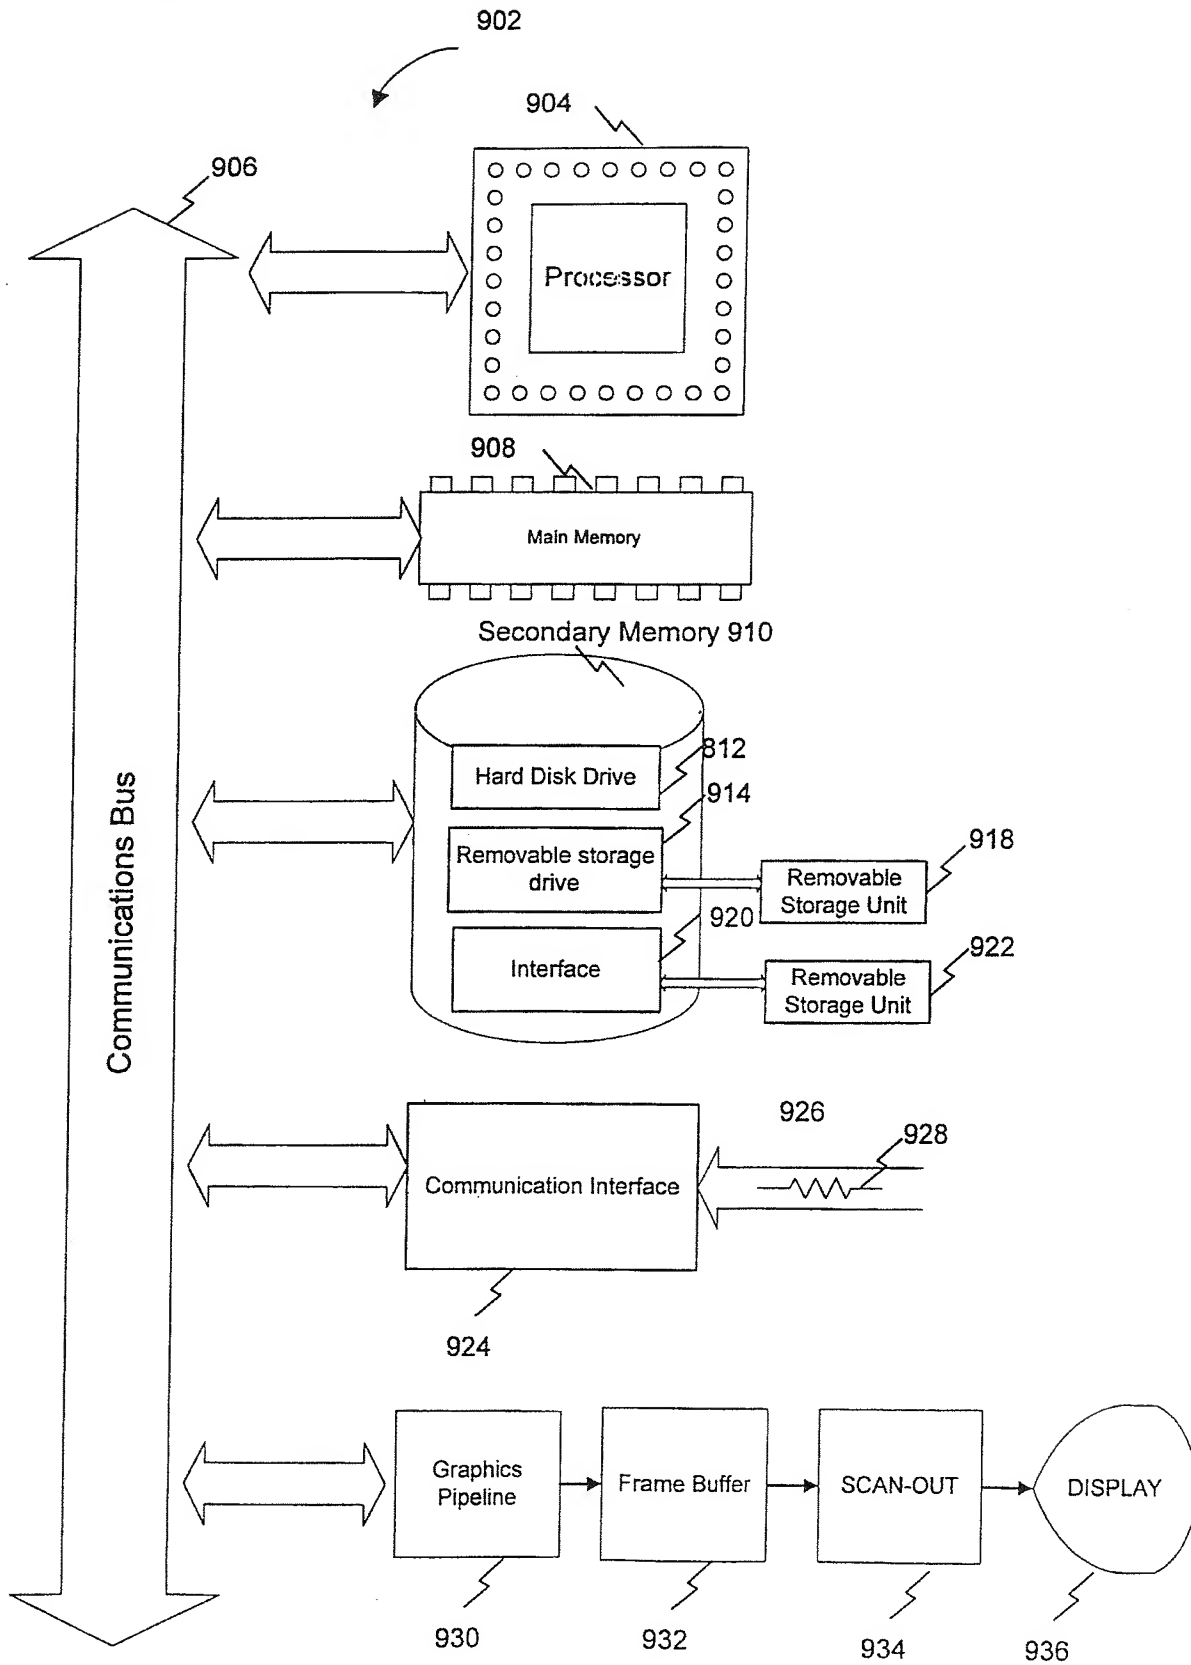 902
904
906
Processor
908
Main Memory
Secondary Memory 910
812
Hard Disk Drive
914
Removable storage
drive
918
Removable
Storage Unit
920
Interface
922
Removable
Storage Unit
Communications Bus
926
928
Communication Interface
924
Graphics
Pipeline
Frame Buffer
SCAN-OUT
DISPLAY
930
932
934
936